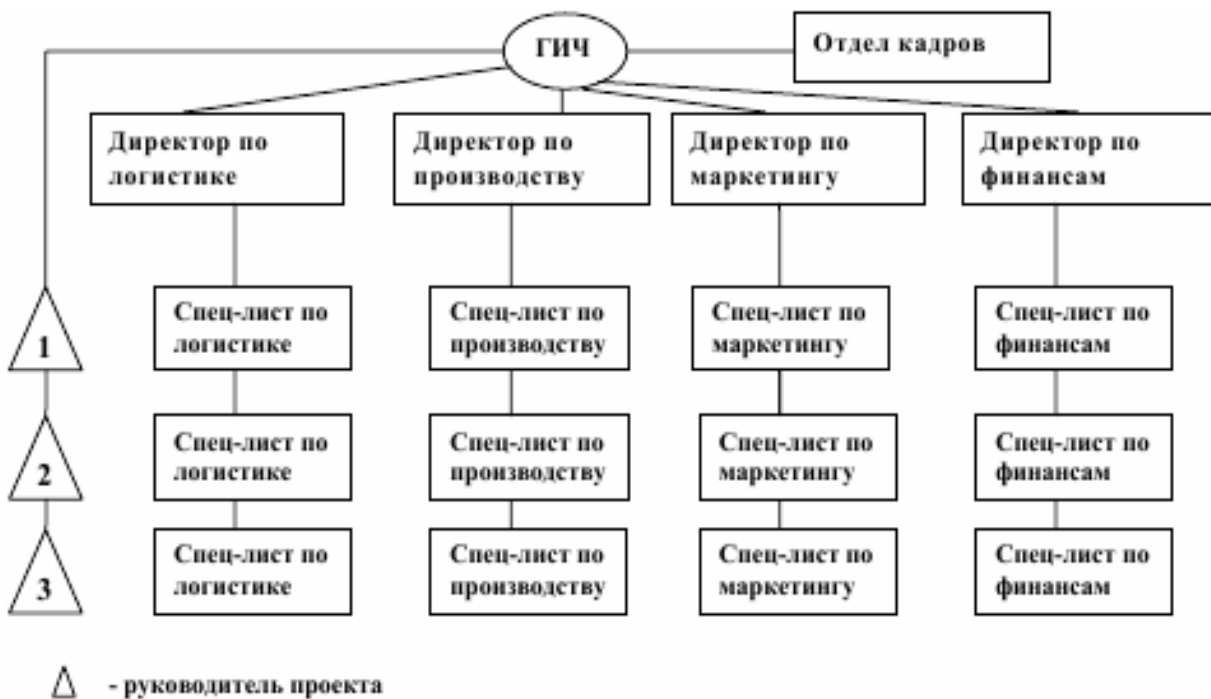 ГИЧ
Отдел кадров
Директор по
логистике
Директор по
производству
Директор по
маркетингу
Директор по
финансам
1
Спец-лист по
логистике
Спец-лист по
производству
Спец-лист по
маркетингу
Спец-лист по
финансам
2
Спец-лист по
логистике
Спец-лист по
производству
Спец-лист по
маркетингу
Спец-лист по
финансам
3
Спец-лист по
логистике
Спец-лист по
производству
Спец-лист по
маркетингу
Спец-лист по
финансам
- руководитель проекта